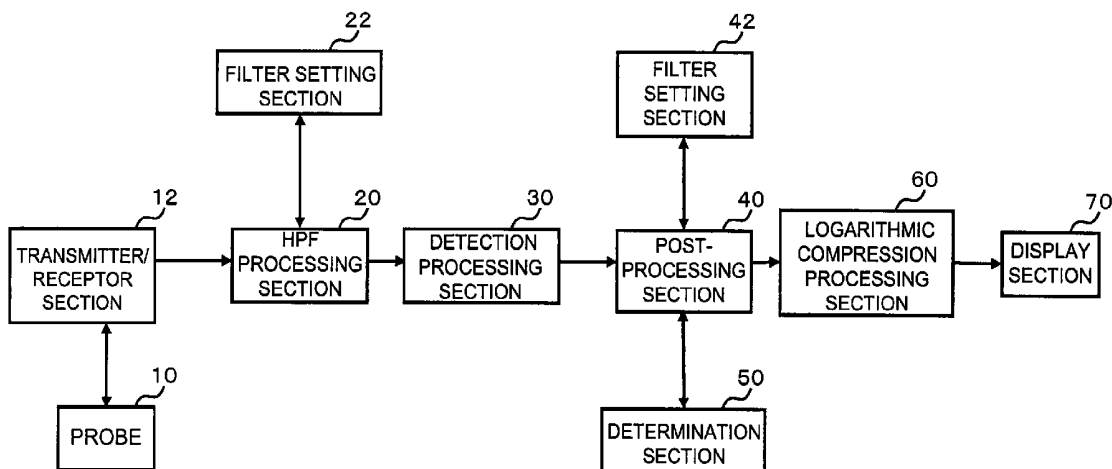 22
FILTER SETTING
SECTION
42
FILTER
SETTING
SECTION
12
TRANSMITTER/
RECEPTOR
SECTION
20
HPF
PROCESSING
SECTION
30
DETECTION
PROCESSING
SECTION
40
POST-
PROCESSING
SECTION
60
LOGARITHMIC
COMPRESSION
PROCESSING
SECTION
70
DISPLAY
SECTION
10
PROBE
50
DETERMINATION
SECTION